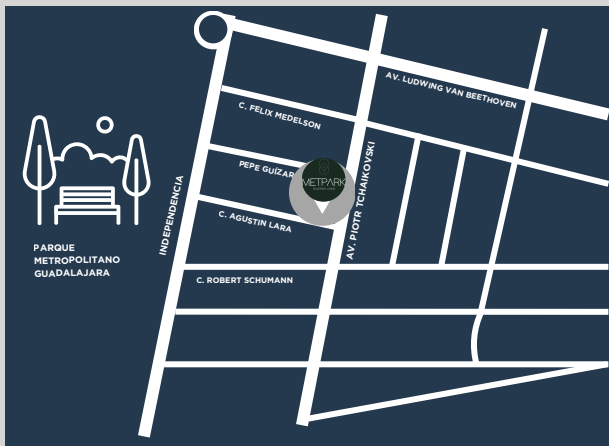 AV. LUDWING VAN BEETHOVEN
C. FELIX MEDELSON
PEPE GUÍZAR
METPARK
C. AGUSTIN LARA
AV. PIOTR TCHAIKOVSKI
INDEPENDENCIA
PARQUE
METROPOLITANO
GUADALAJARA
C. ROBERT SCHUMANN